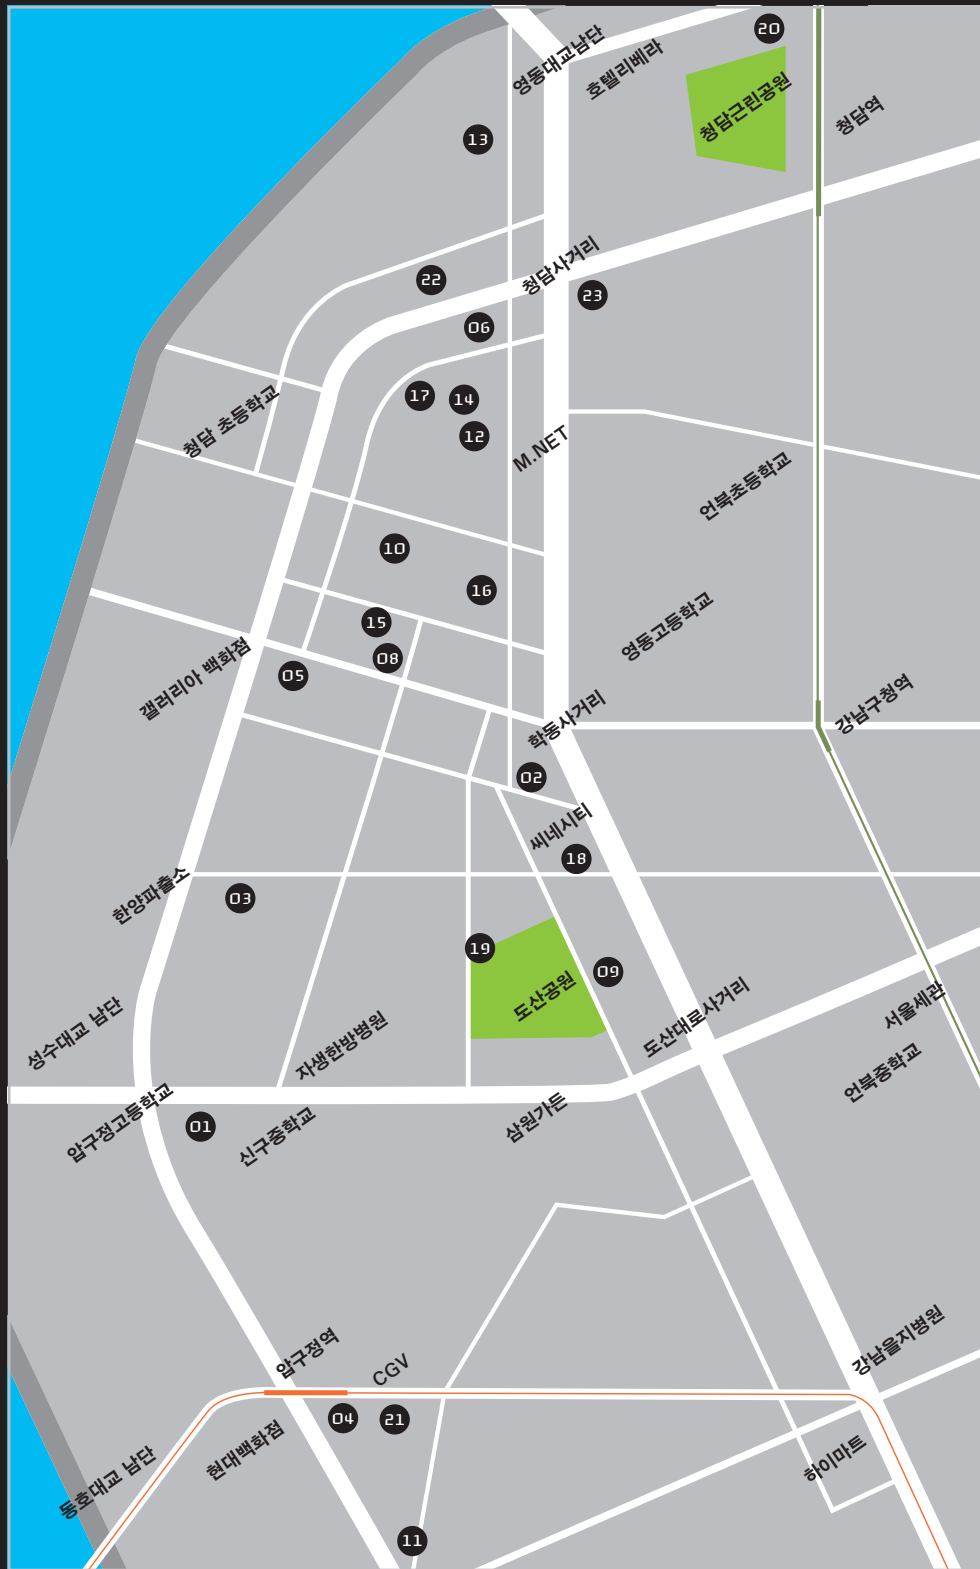 20
영동대교남단
호텔리베라
청담근린공원
청담역
13
청담사거리
22
23
06
17
14
12
청담 초등학교
M.NET
언북초등학교
10
16
15
영동고등학교
08
05
갤러리아 백화점
학동사거리
강남구청역
02
씨네시티
18
한양파출소
03
19
09
도산공원
성수대교 남단
자생한방병원
도산대로사거리
서울세관
언북중학교
압구정고등학교
01
신구중학교
삼원가든
압구정역
CGV
강남을지병원
04
21
현대백화점
동호대교 남단
하이마트
11